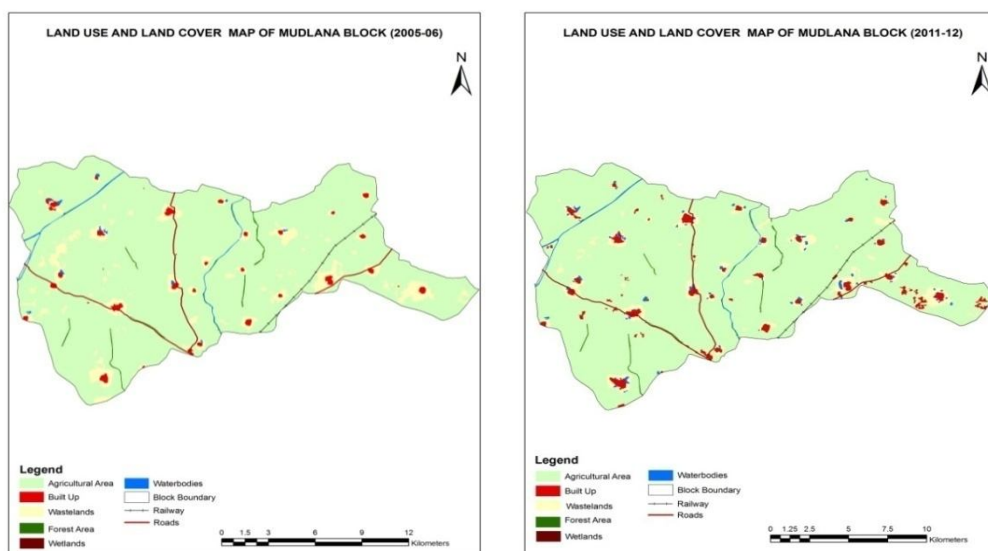 LAND USE AND LAND COVER MAP OF MUDLANA BLOCK (2005-06)
N
Legend
Agricultural Area
Built Up
Wastelands
Forest Area
Wetlands
Waterbodies
Block Boundary
Railway
Roads
0 1.5 3 6 9 12
Kilometers
LAND USE AND LAND COVER MAP OF MUDLANA BLOCK (2011-12)
N
Legend
Agricultural Area
Built Up
Wastelands
Forest Area
Wetlands
Waterbodies
Block Boundary
Railway
Roads
0 1.25 2.5 5 7.5 10
Kilometers